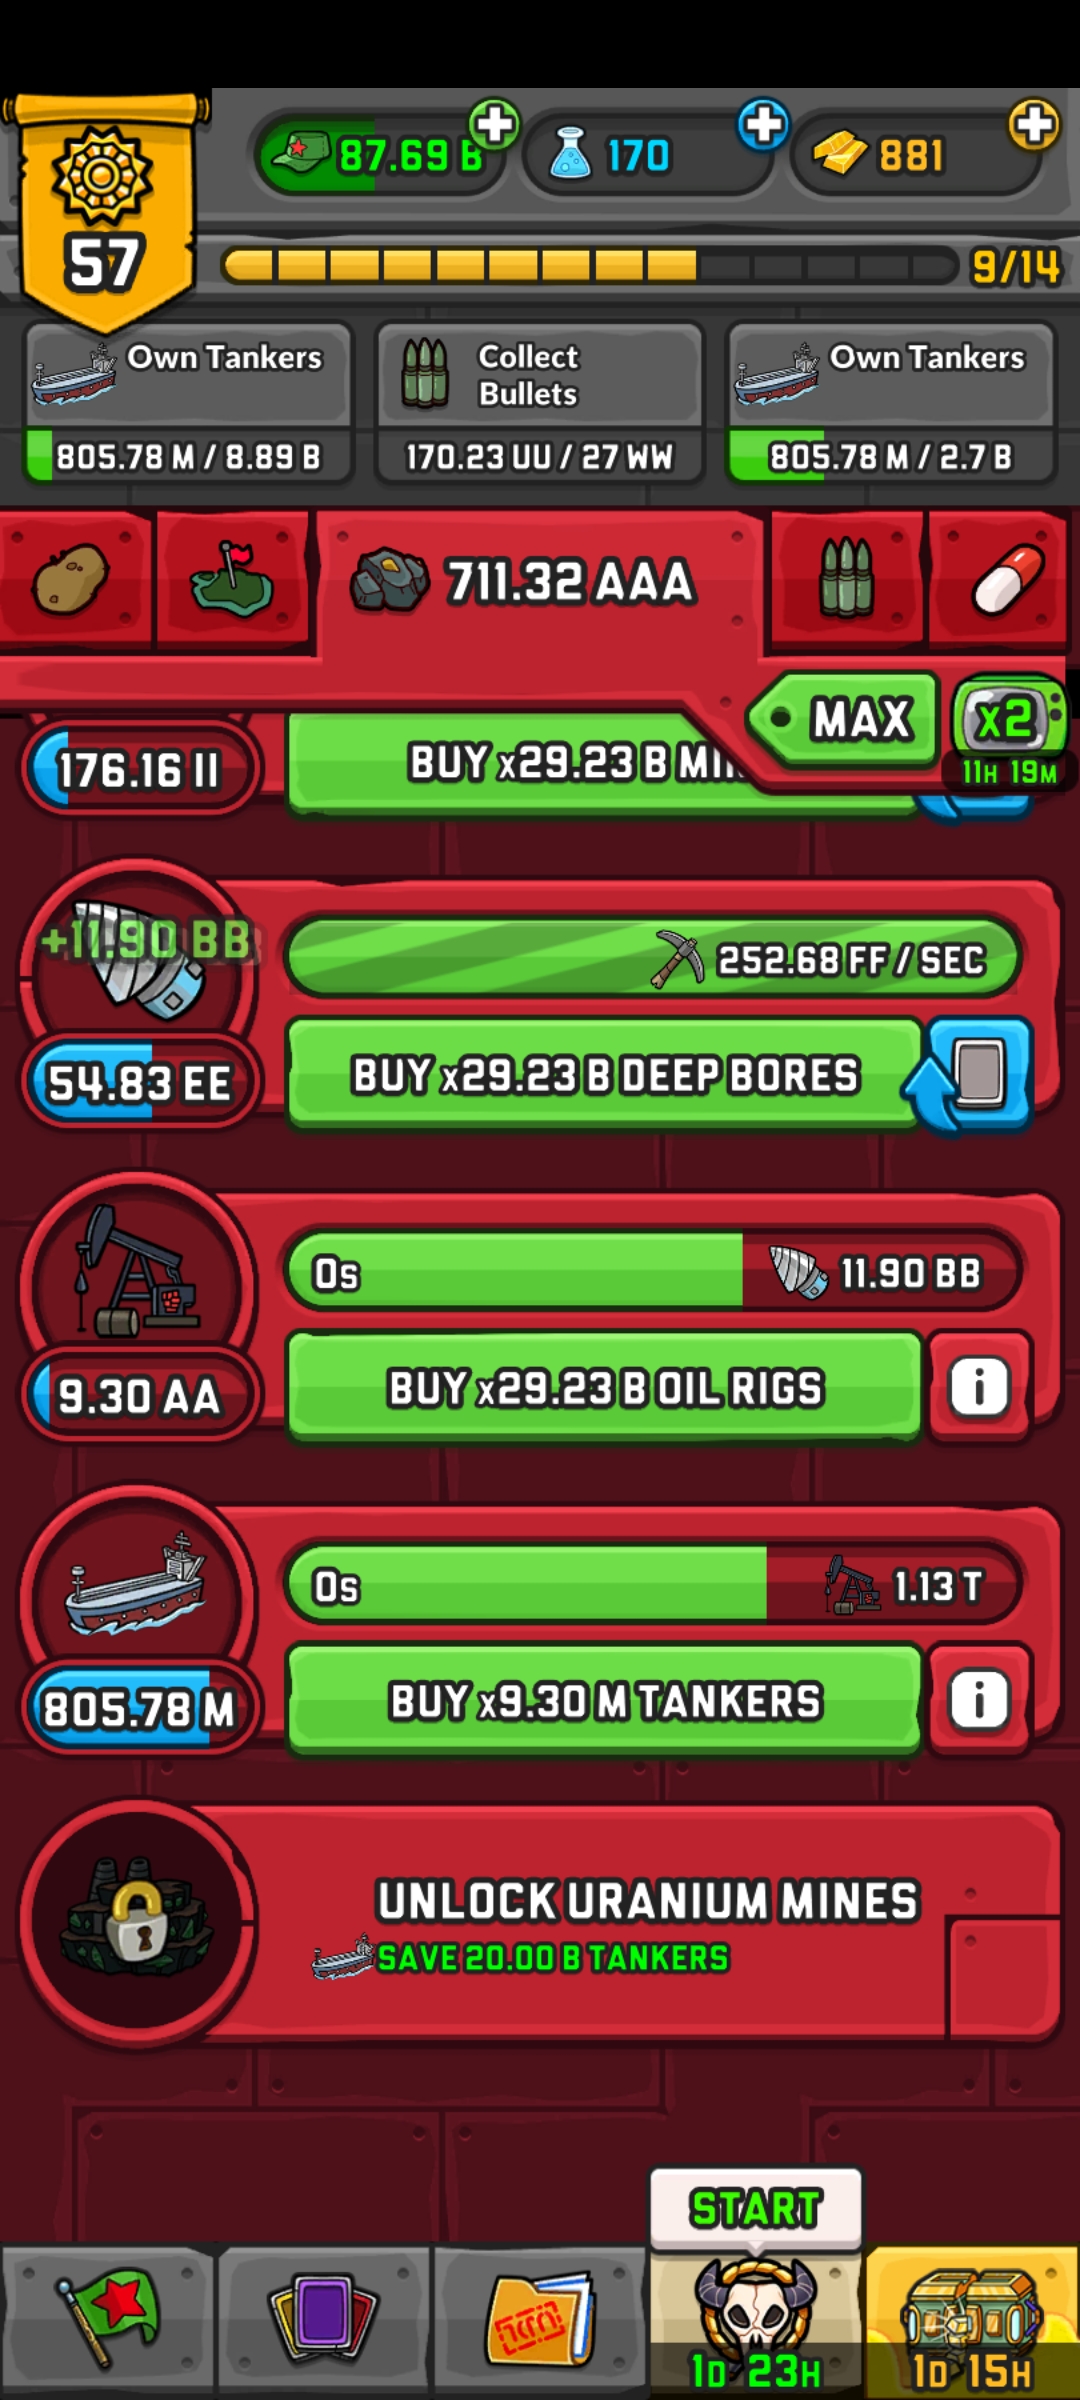 87.69 B
170
881
57
9/14
Own Tankers
805.78 M / 8.89 B
Collect
Bullets
170.23 UU / 27 WW
Own Tankers
805.78 M / 2.7 B
711.32 AAA
MAX
x2
11H 19M
176.16 II
BUY x29.23 B
+11.90 BB
252.68 FF / SEC
54.83 EE
BUY x29.23 B DEEP BORES
0s
11.90 BB
9.30 AA
BUY x29.23 B OIL RIGS
i
0s
1.13 T
805.78 M
BUY x9.30 M TANKERS
i
UNLOCK URANIUM MINES
SAVE 20.00 B TANKERS
START
1D 23H
1D 15H